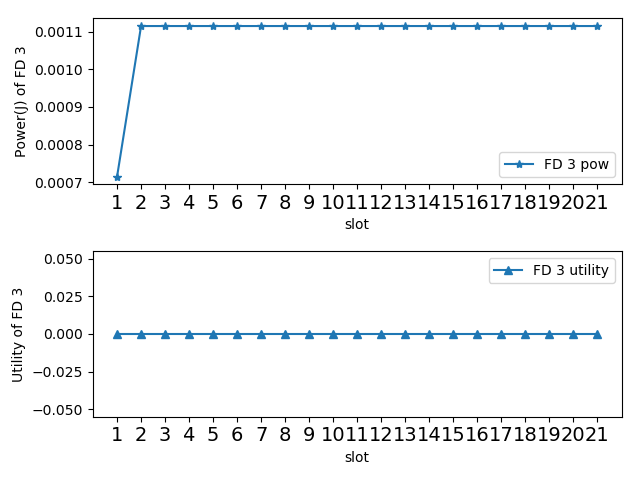 Power(J) of FD 3
0.0011
0.0010
0.0009
0.0008
0.0007
FD 3 pow
1 2 3 4 5 6 7 8 9 10 11 12 13 14 15 16 17 18 19 20 21
slot
Utility of FD 3
0.050
0.025
0.000
−0.025
−0.050
FD 3 utility
1 2 3 4 5 6 7 8 9 10 11 12 13 14 15 16 17 18 19 20 21
slot